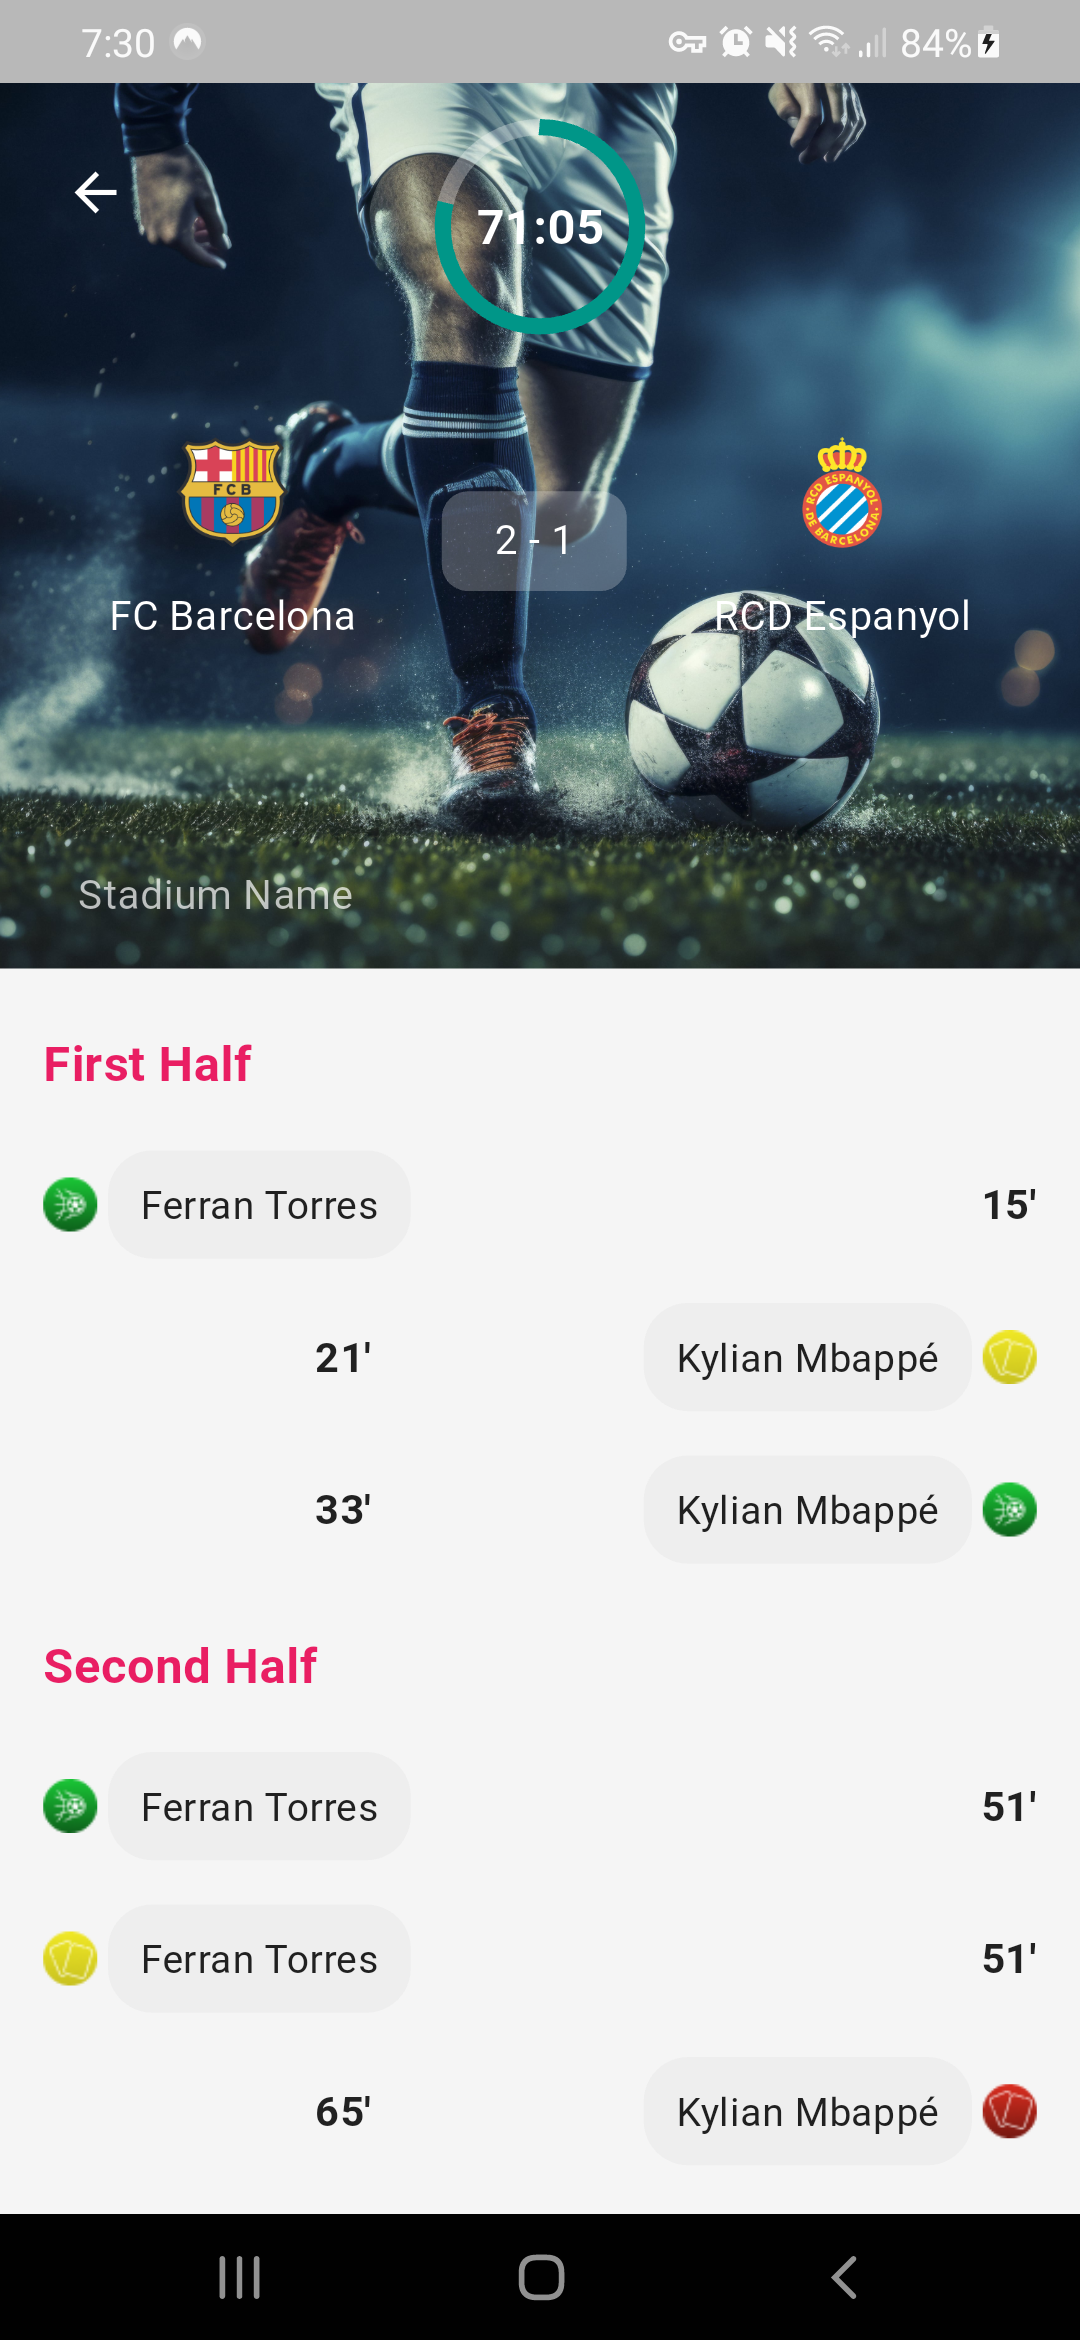 7:30 84%
71:05
FCB
RCD ESPANYOL
DE BARCELONA
2 - 1
FC Barcelona RCD Espanyol
Stadium Name
First Half
Ferran Torres 15'
21' Kylian Mbappé
33' Kylian Mbappé
Second Half
Ferran Torres 51'
Ferran Torres 51'
65' Kylian Mbappé